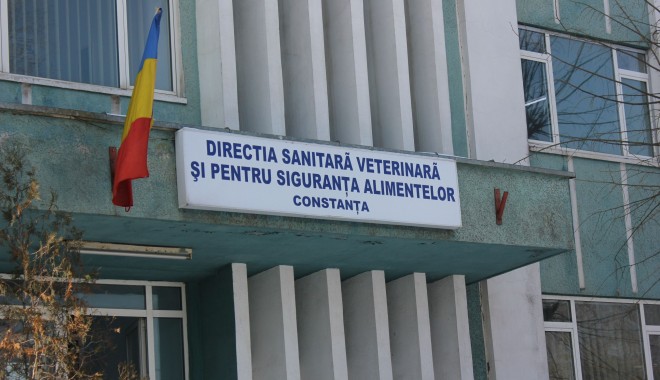 DIRECTIA SANITARĂ VETERINARĂ
ŞI PENTRU SIGURANŢA ALIMENTELOR
CONSTANŢA